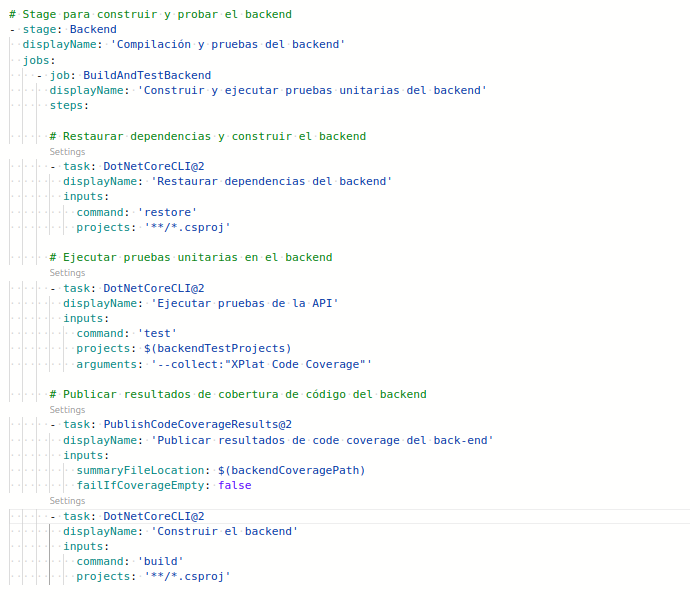 # Stage para construir y probar el backend
- stage: Backend
  displayName: 'Compilación y pruebas del backend'
  jobs:
    - job: BuildAndTestBackend
      displayName: 'Construir y ejecutar pruebas unitarias del backend'
      steps:

      # Restaurar dependencias y construir el backend
      Settings
      - task: DotNetCoreCLI@2
        displayName: 'Restaurar dependencias del backend'
        inputs:
          command: 'restore'
          projects: '**/*.csproj'

      # Ejecutar pruebas unitarias en el backend
      Settings
      - task: DotNetCoreCLI@2
        displayName: 'Ejecutar pruebas de la API'
        inputs:
          command: 'test'
          projects: $(backendTestProjects)
          arguments: '--collect:"XPlat Code Coverage"'

      # Publicar resultados de cobertura de código del backend
      Settings
      - task: PublishCodeCoverageResults@2
        displayName: 'Publicar resultados de code coverage del back-end'
        inputs:
          summaryFileLocation: $(backendCoveragePath)
          failIfCoverageEmpty: false
      Settings
      - task: DotNetCoreCLI@2
        displayName: 'Construir el backend'
        inputs:
          command: 'build'
          projects: '**/*.csproj'